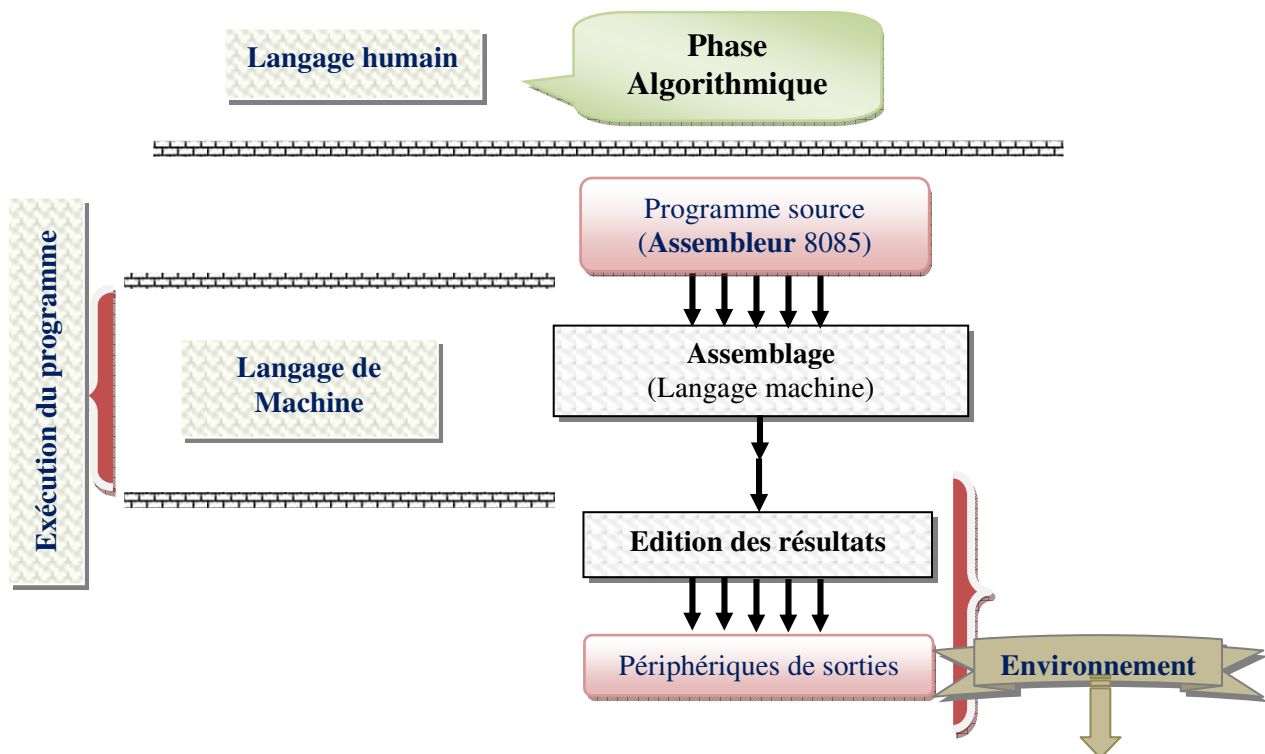 Langage humain
Phase
Algorithmique
Programme source
(Assembleur 8085)
Exécution du programme
Langage de
Machine
Assemblage
(Langage machine)
Edition des résultats
Périphériques de sorties
Environnement